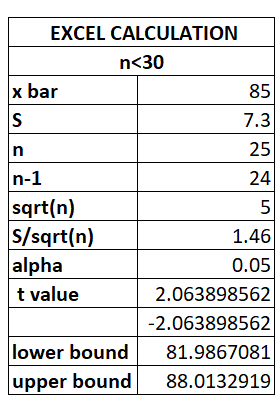 EXCEL CALCULATION
n<30
x bar 85
S 7.3
n 25
n-1 24
sqrt(n) 5
S/sqrt(n) 1.46
alpha 0.05
t value 2.063898562
-2.063898562
lower bound 81.9867081
upper bound 88.0132919